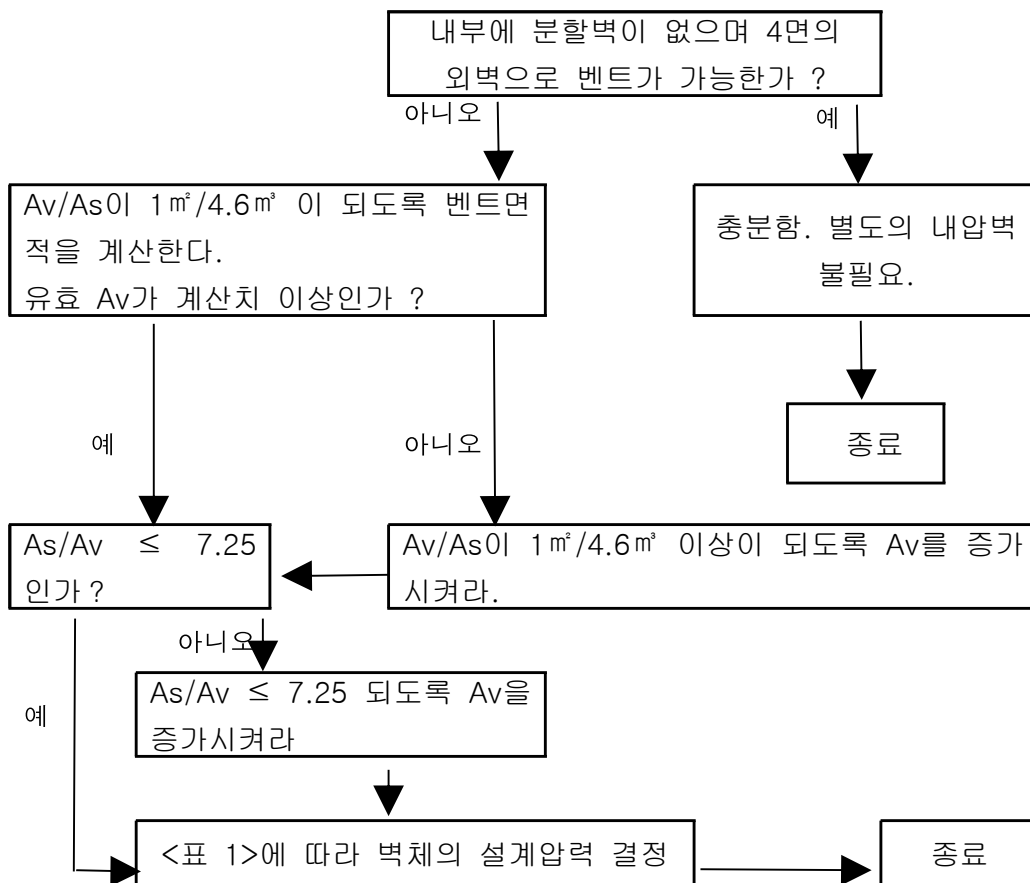 내부에 분할벽이 없으며 4면의
외벽으로 벤트가 가능한가 ?
아니오
예
Av/As이 1㎡/4.6㎥ 이 되도록 벤트면
적을 계산한다.
유효 Av가 계산치 이상인가 ?
충분함. 별도의 내압벽
불필요.
종료
예
아니오
As/Av ≤ 7.25
인가?
Av/As이 1㎡/4.6㎥ 이상이 되도록 Av를 증가
시켜라.
아니오
예
As/Av ≤ 7.25 되도록 Av을
증가시켜라
<표 1>에 따라 벽체의 설계압력 결정
종료